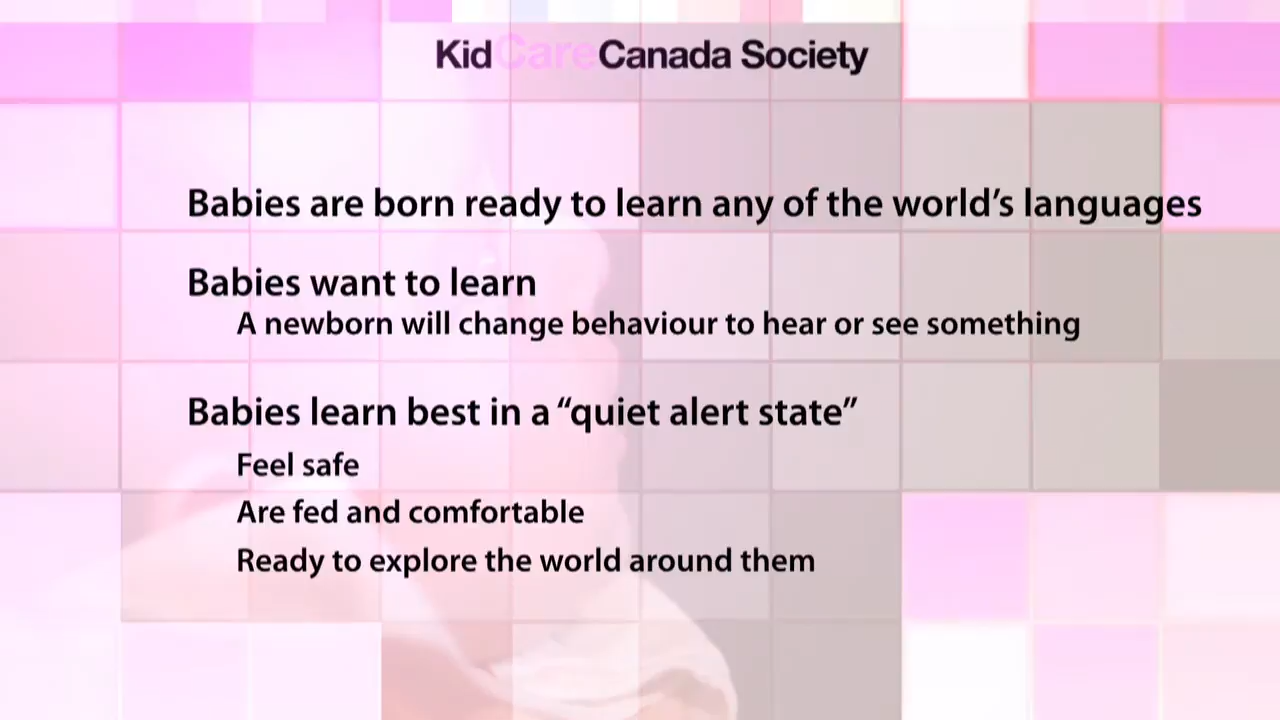 KidCareCanada Society
Babies are born ready to learn any of the world’s languages
Babies want to learn
A newborn will change behaviour to hear or see something
Babies learn best in a “quiet alert state”
Feel safe
Are fed and comfortable
Ready to explore the world around them